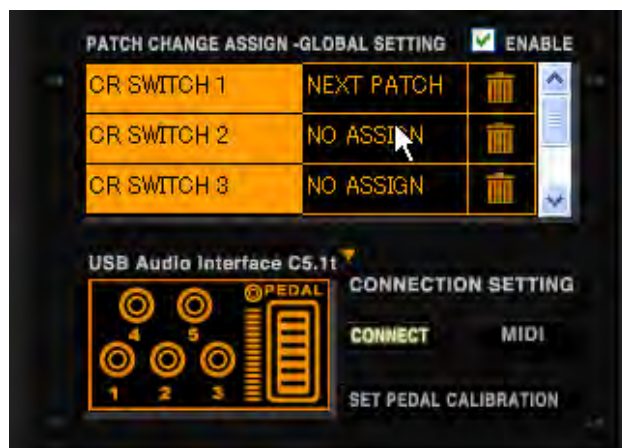 PATCH CHANGE ASSIGN -GLOBAL SETTING ENABLE
CR SWITCH 1 NEXT PATCH
CR SWITCH 2 NO ASSIGN
CR SWITCH 3 NO ASSIGN
USB Audio Interface C5.1t
PEDAL
4 5
1 2 3
CONNECTION SETTING
CONNECT MIDI
SET PEDAL CALIBRATION